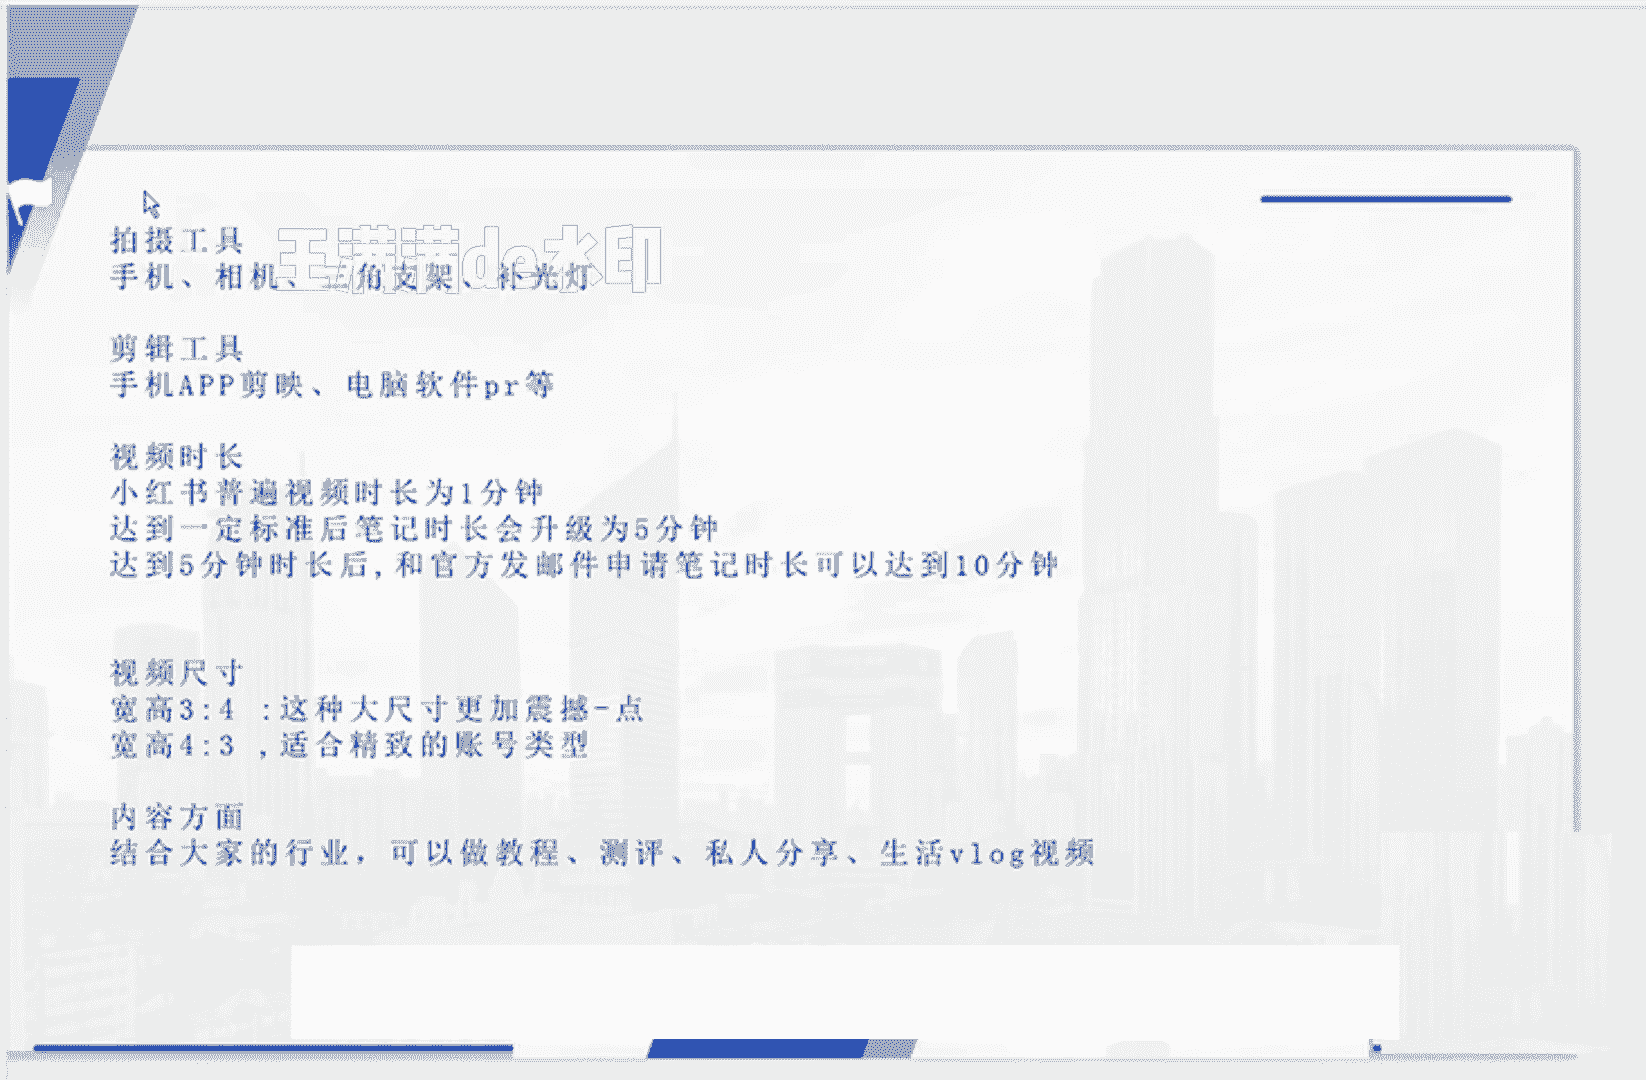 王满满de水印
拍摄工具
手机、相机、三角支架、补光灯
剪辑工具
手机APP剪映、电脑软件pr等
视频时长
小红书普遍视频时长为1分钟
达到一定标准后笔记时长会升级为5分钟
达到5分钟时长后,和官方发邮件申请笔记时长可以达到10分钟
视频尺寸
宽高3:4 :这种大尺寸更加震撼-点
宽高4:3 ,适合精致的账号类型
内容方面
结合大家的行业，可以做教程、测评、私人分享、生活vlog视频